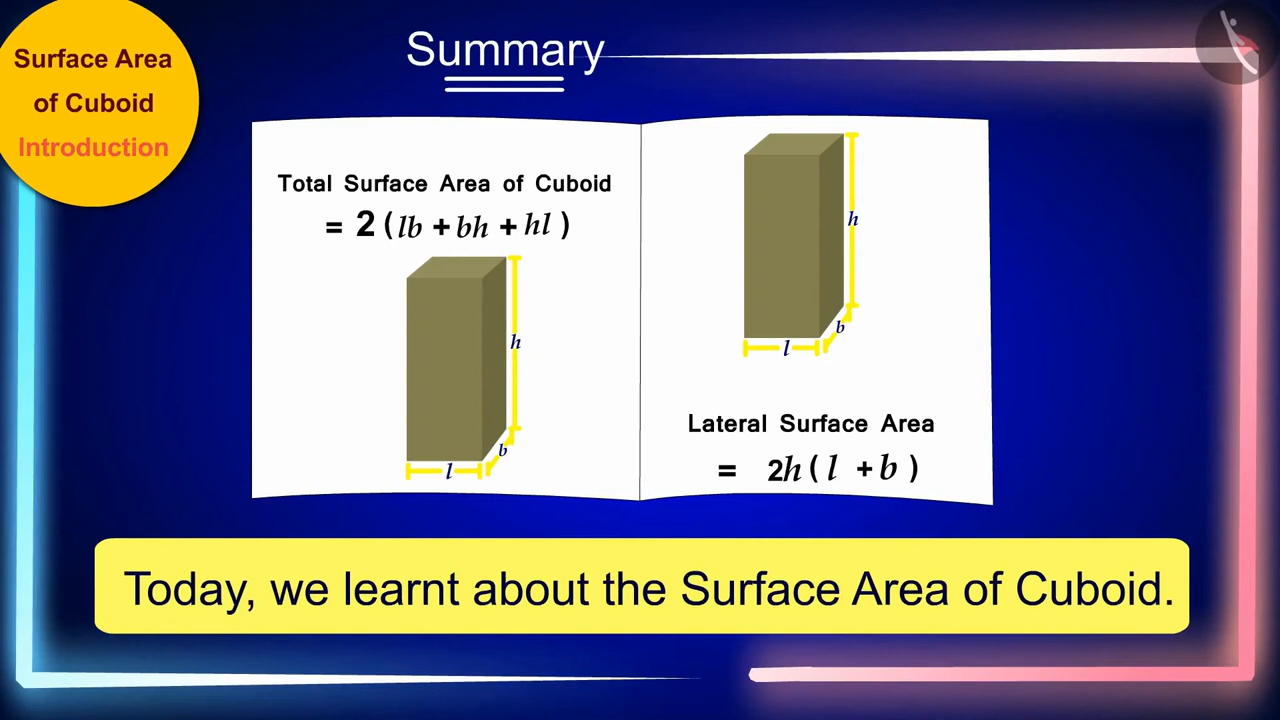 Surface Area
of Cuboid
Introduction
Summary
Total Surface Area of Cuboid
= 2 ( lb + bh + hl )
h
b
l
h
b
l
Lateral Surface Area
= 2h ( l + b )
Today, we learnt about the Surface Area of Cuboid.